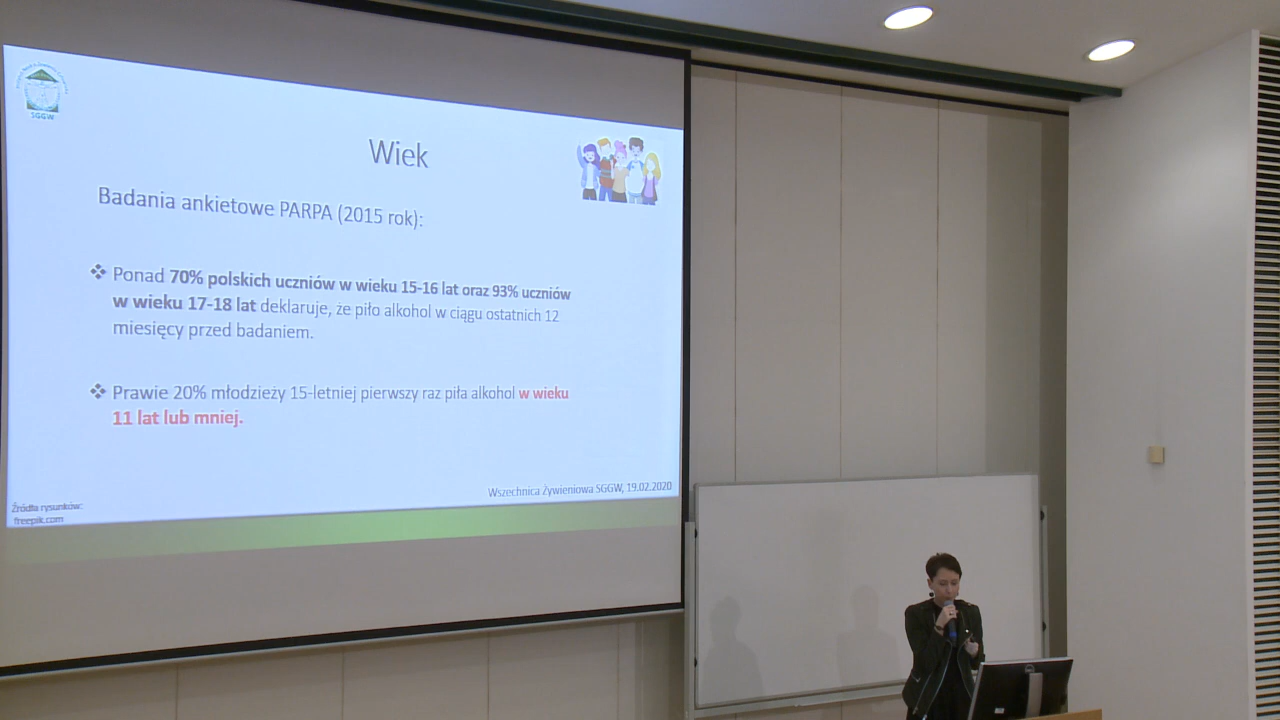 SGGW
Wiek
Badania ankietowe PARPA (2015 rok):
Ponad 70% polskich uczniów w wieku 15-16 lat oraz 93% uczniów
w wieku 17-18 lat deklaruje, że piło alkohol w ciągu ostatnich 12
miesięcy przed badaniem.
Prawie 20% młodzieży 15-letniej pierwszy raz piła alkohol w wieku
11 lat lub mniej.
Wszechnica Żywieniowa SGGW, 19.02.2020
Źródła rysunków:
freepik.com